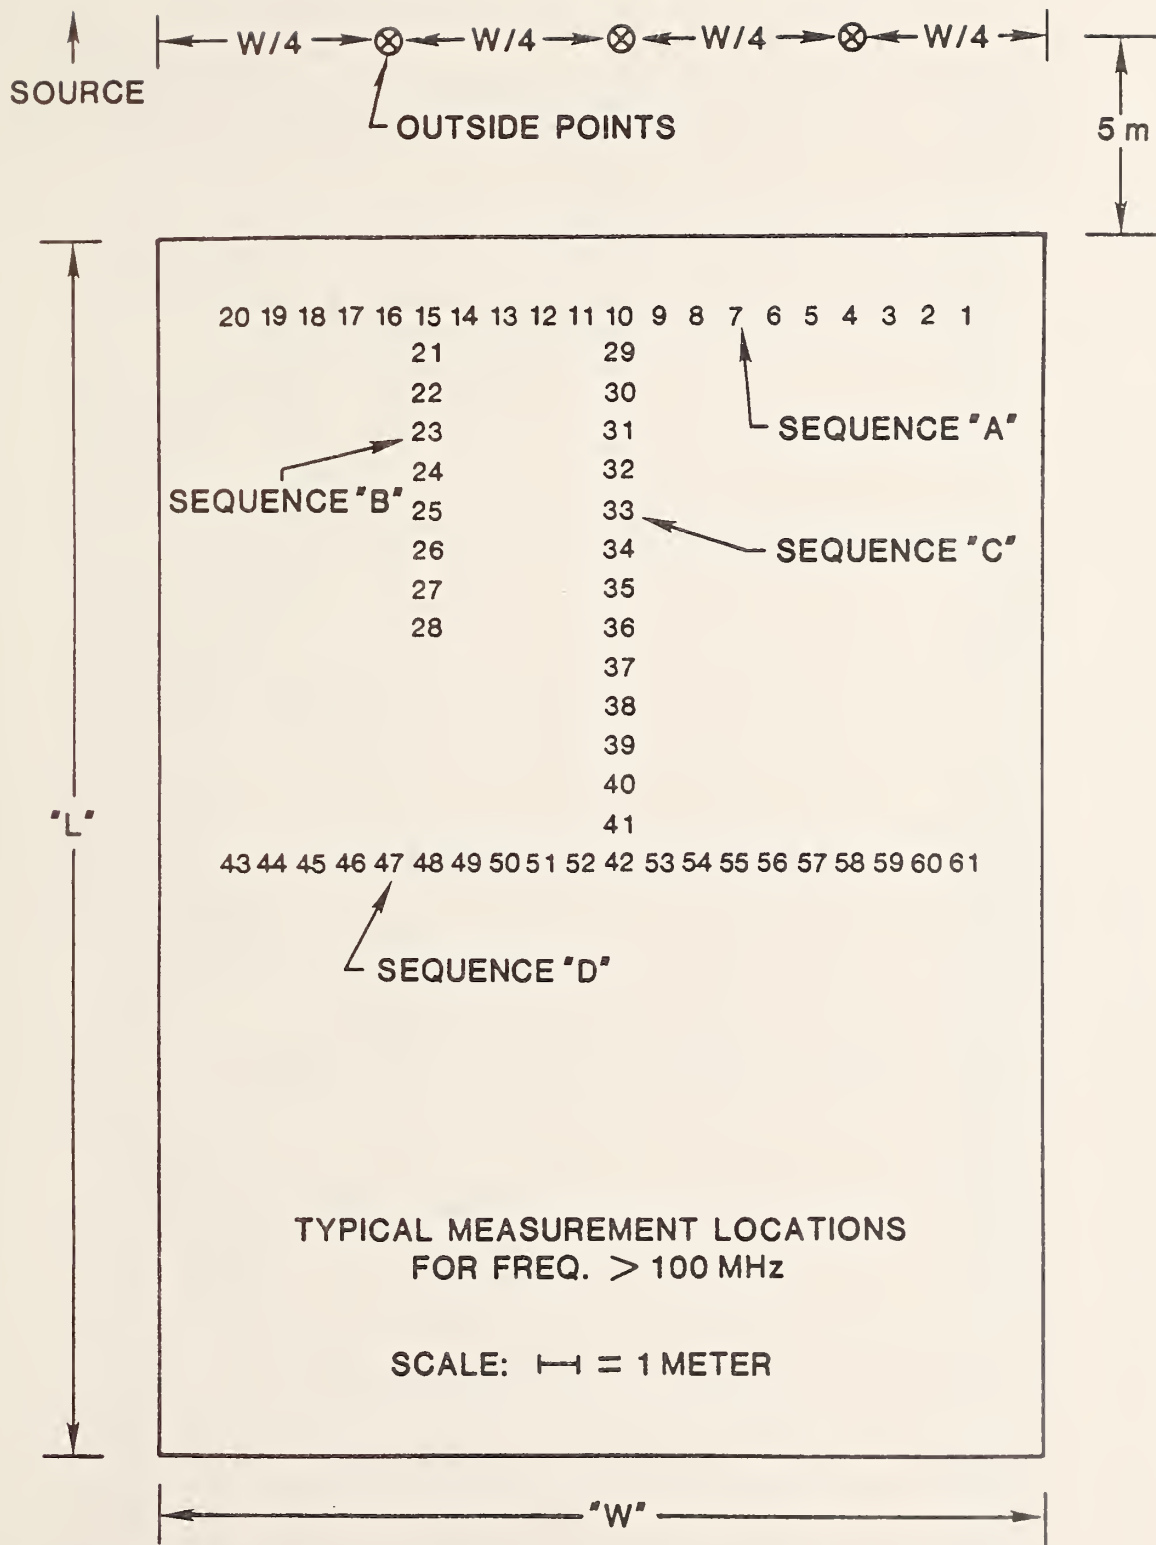 W/4 W/4 W/4 W/4
SOURCE
OUTSIDE POINTS
5 m
20 19 18 17 16 15 14 13 12 11 10 9 8 7 6 5 4 3 2 1
21 29
22 30
23 31 SEQUENCE "A"
24 32
SEQUENCE "B" 25 33
26 34 SEQUENCE "C"
27 35
28 36
37
38
39
40
"L" 41
43 44 45 46 47 48 49 50 51 52 42 53 54 55 56 57 58 59 60 61
SEQUENCE "D"
TYPICAL MEASUREMENT LOCATIONS
FOR FREQ. > 100 MHz
SCALE: = 1 METER
"W"